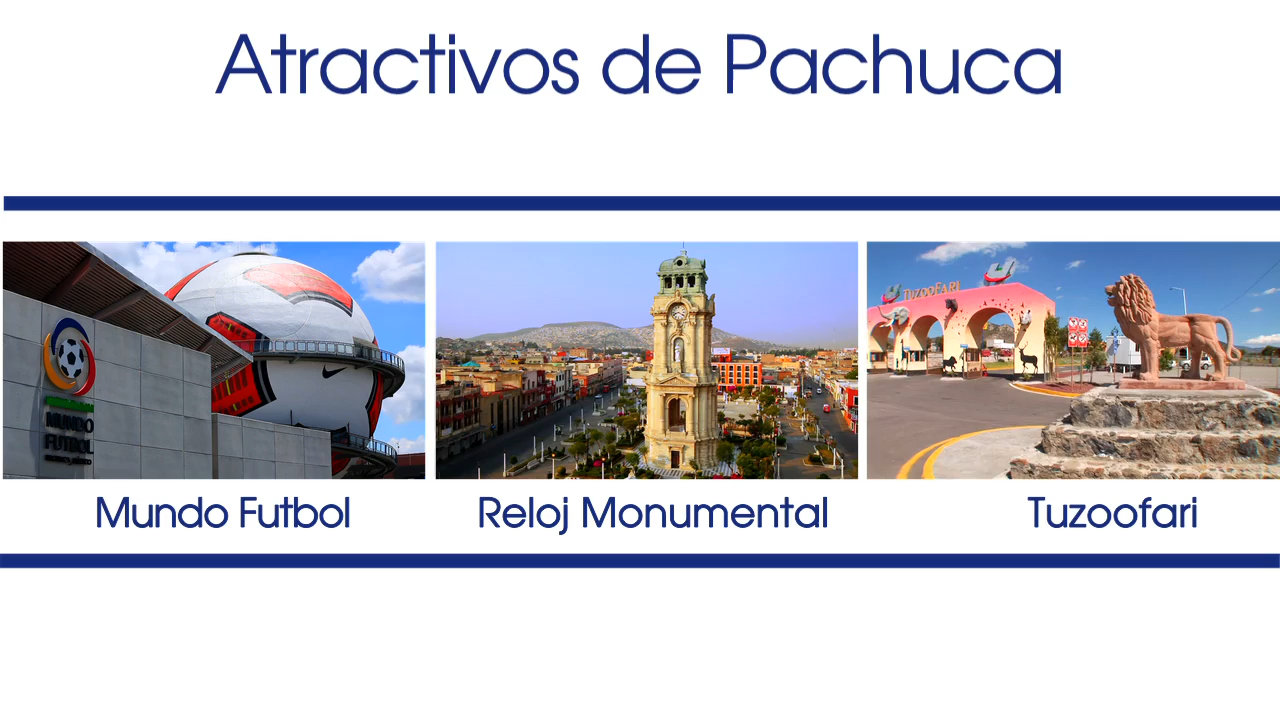 Atractivos de Pachuca
MUNDO
FUTBOL
TUZOOFARI
Mundo Futbol
Reloj Monumental
Tuzoofari